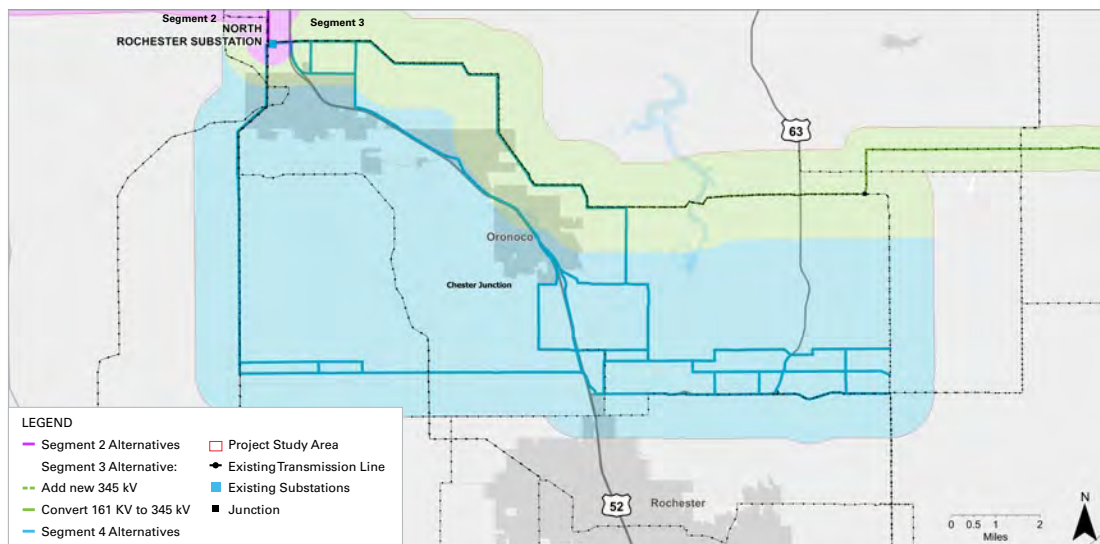 Segment 2
Segment 3
NORTH
ROCHESTER SUBSTATION
63
Oronoco
Chester Junction
52
Rochester
LEGEND
Segment 2 Alternatives
Segment 3 Alternative:
Add new 345 kV
Convert 161 KV to 345 kV
Segment 4 Alternatives
Project Study Area
Existing Transmission Line
Existing Substations
Junction
N
0 0.5 1 2
Miles